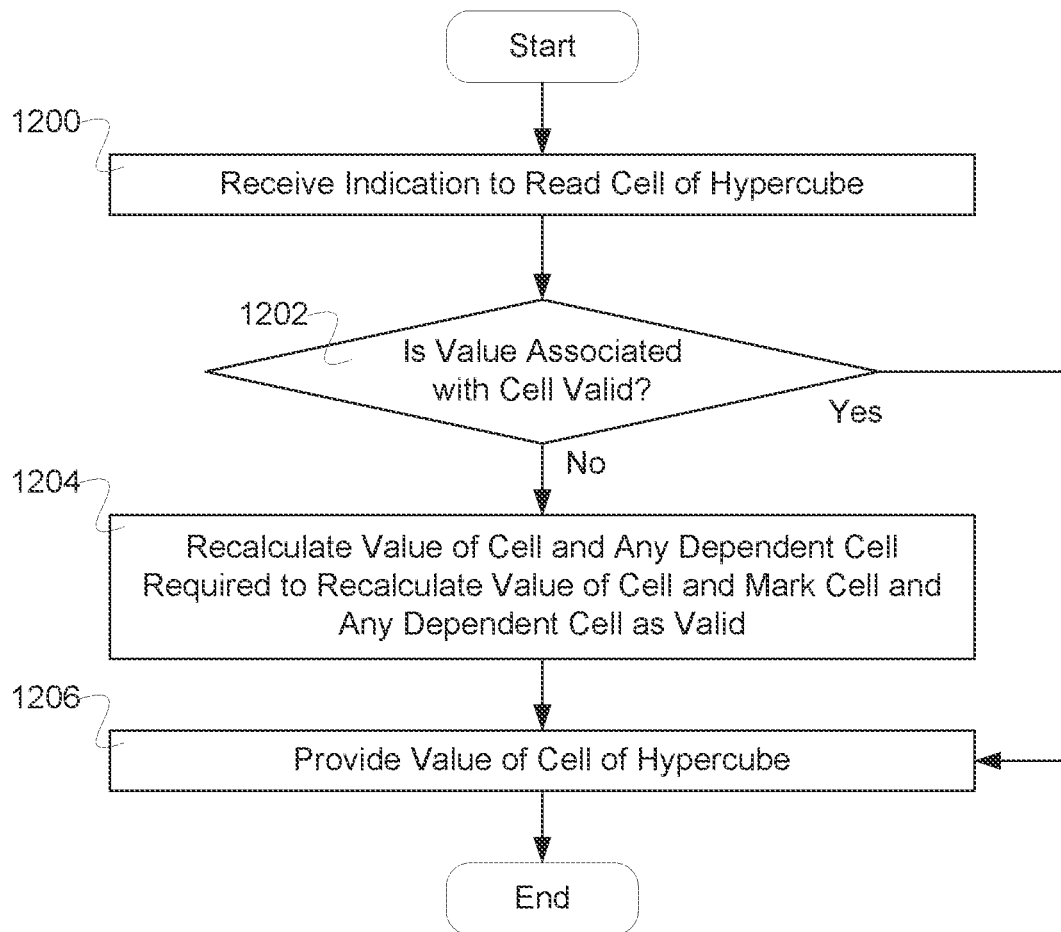 Start
1200
Receive Indication to Read Cell of Hypercube
1202
Is Value Associated
with Cell Valid?
Yes
No
1204
Recalculate Value of Cell and Any Dependent Cell
Required to Recalculate Value of Cell and Mark Cell and
Any Dependent Cell as Valid
1206
Provide Value of Cell of Hypercube
End